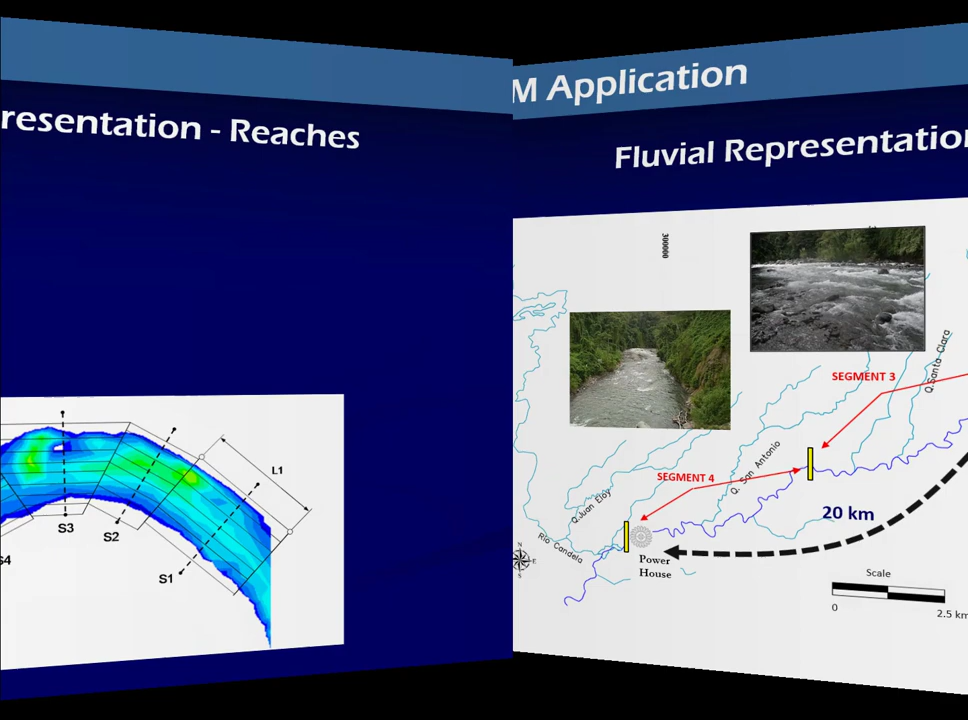 resentation - Reaches
L1
S3
S2
S4
S1
M Application
Fluvial Representation
300000
Q.Santa Clara
SEGMENT 3
Q. San Antonio
SEGMENT 4
Q.Juan Eloy
20 km
Rio Candela
N
E
S
Power
House
Scale
0
2.5 km